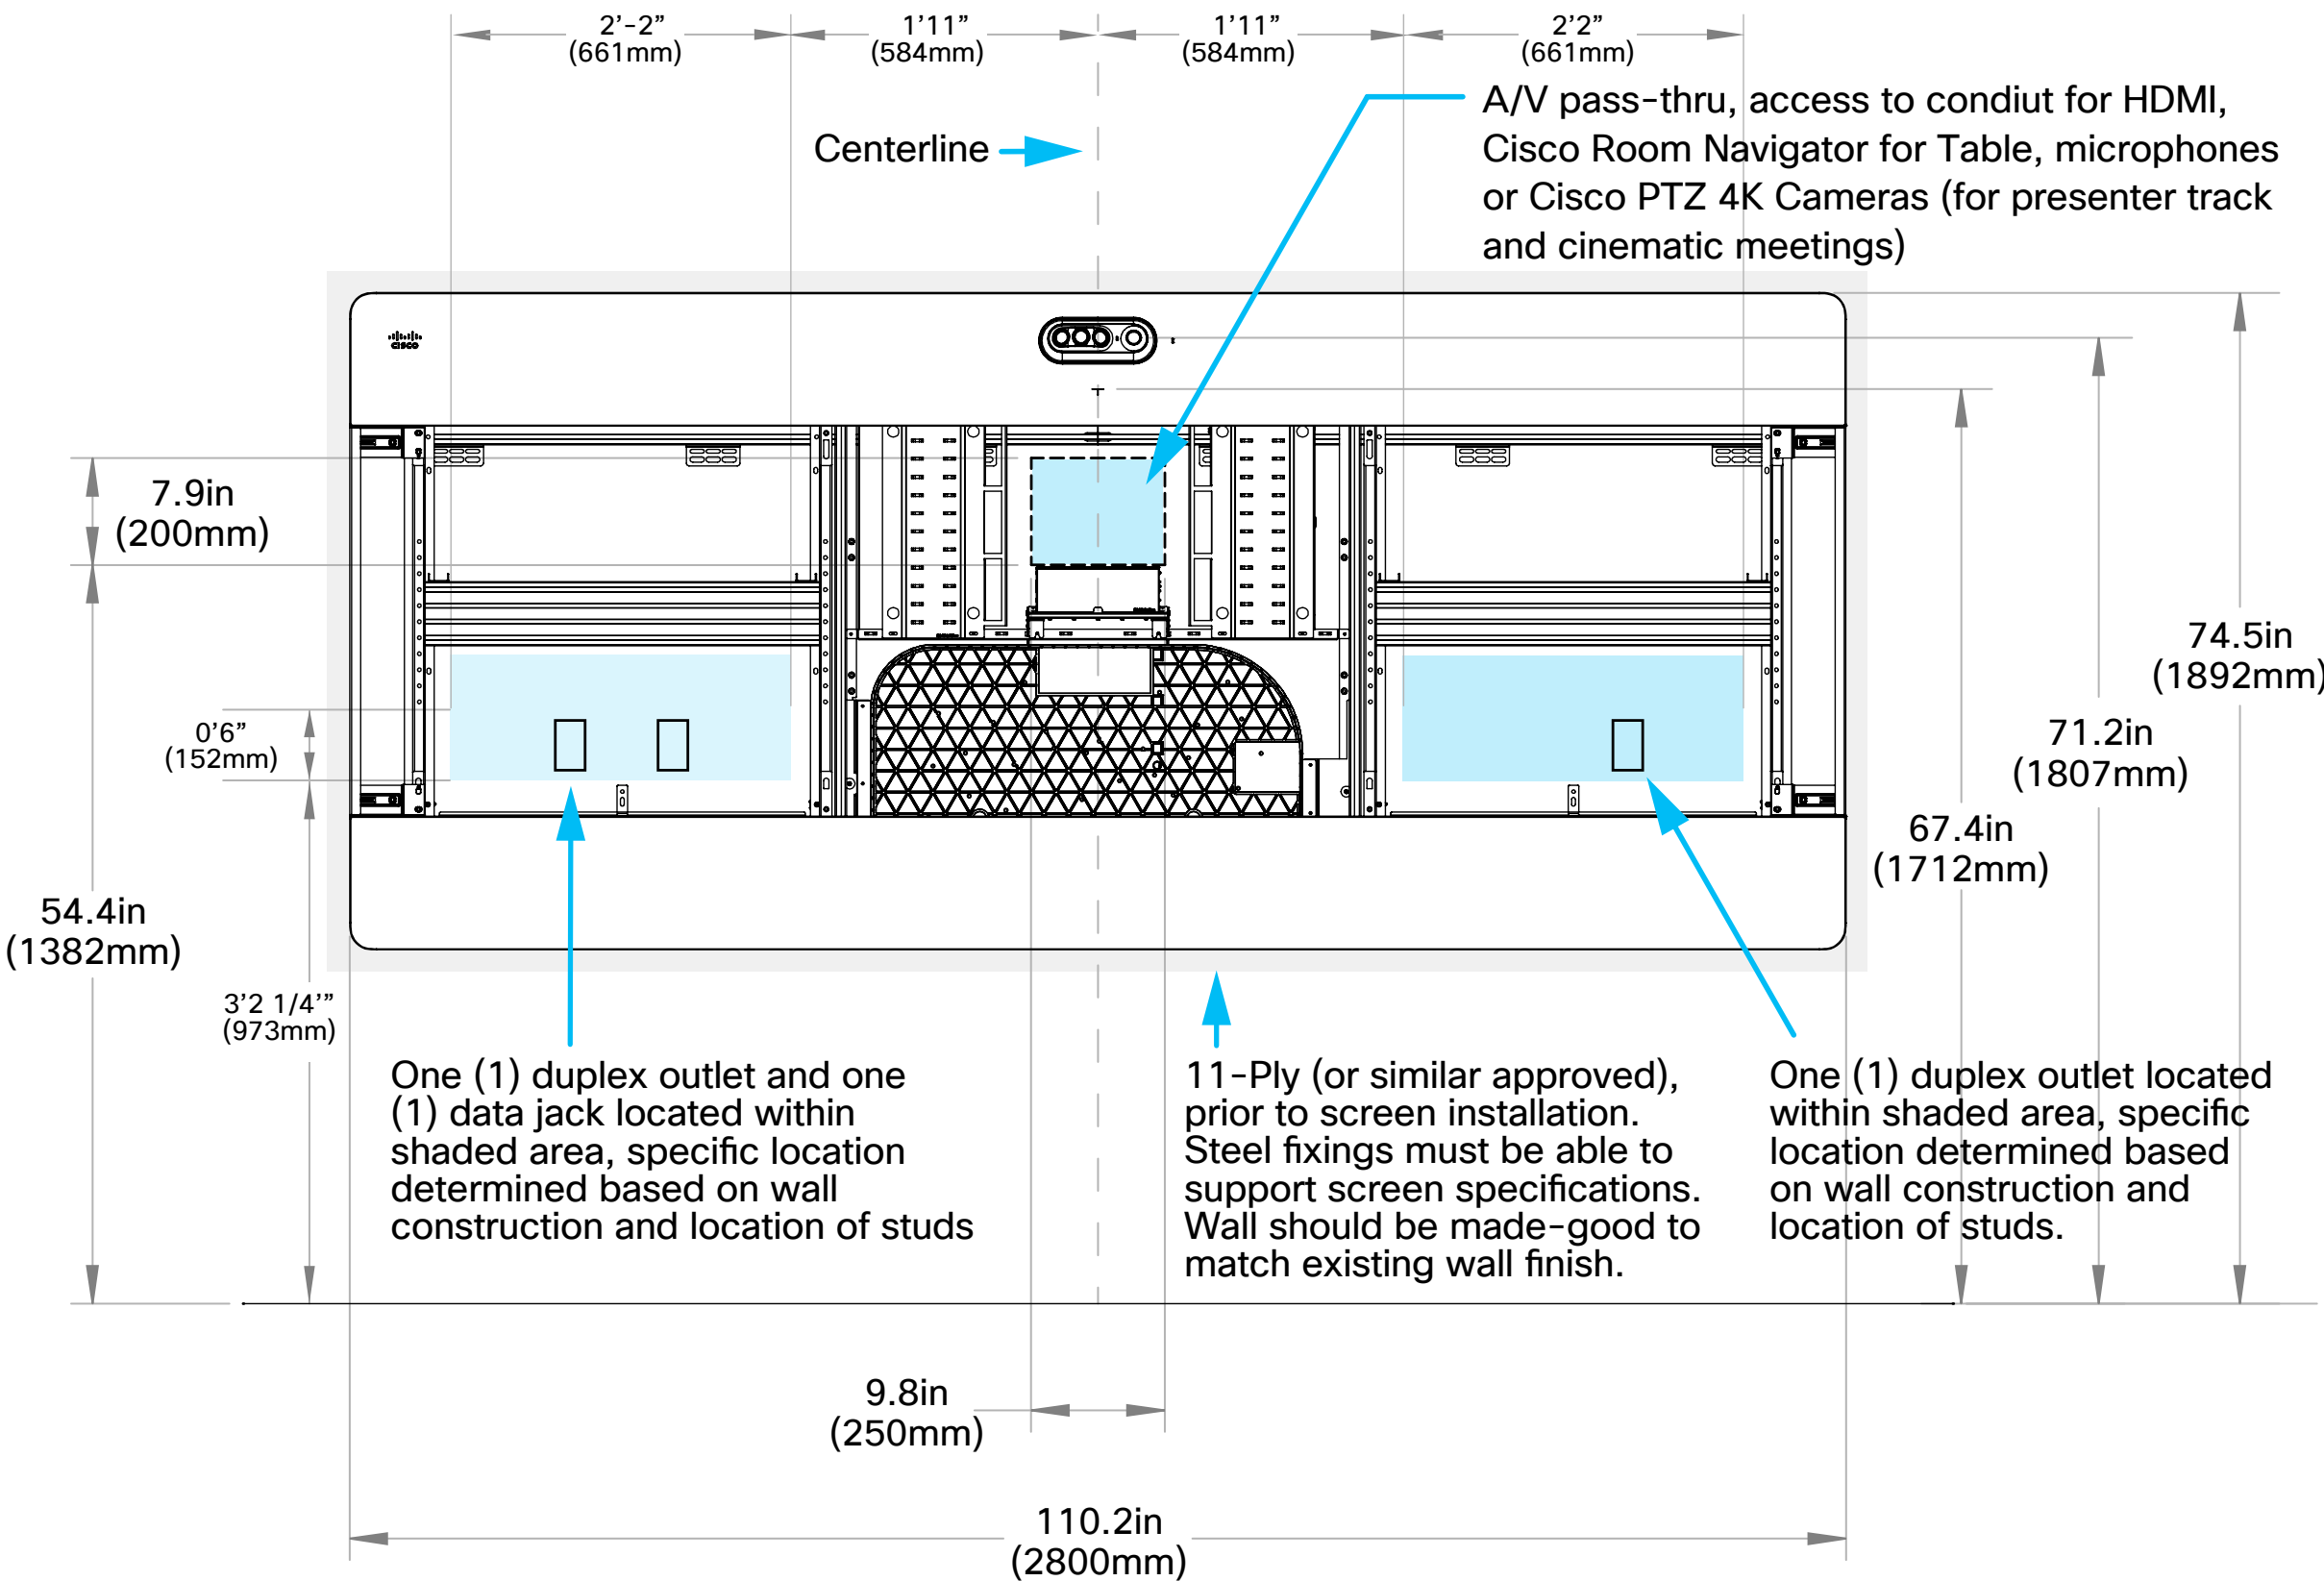 2’-2”
(661mm)
1’11”
(584mm)
1’11”
(584mm)
2’2”
(661mm)
A/V pass-thru, access to condiut for HDMI,
Cisco Room Navigator for Table, microphones
or Cisco PTZ 4K Cameras (for presenter track
and cinematic meetings)
Centerline
CISCO
7.9in
(200mm)
74.5in
(1892mm)
0’6”
(152mm)
71.2in
(1807mm)
67.4in
(1712mm)
54.4in
(1382mm)
3’2 1/4’”
(973mm)
One (1) duplex outlet and one
(1) data jack located within
shaded area, specific location
determined based on wall
construction and location of studs
11-Ply (or similar approved),
prior to screen installation.
Steel fixings must be able to
support screen specifications.
Wall should be made-good to
match existing wall finish.
One (1) duplex outlet located
within shaded area, specific
location determined based
on wall construction and
location of studs.
9.8in
(250mm)
110.2in
(2800mm)